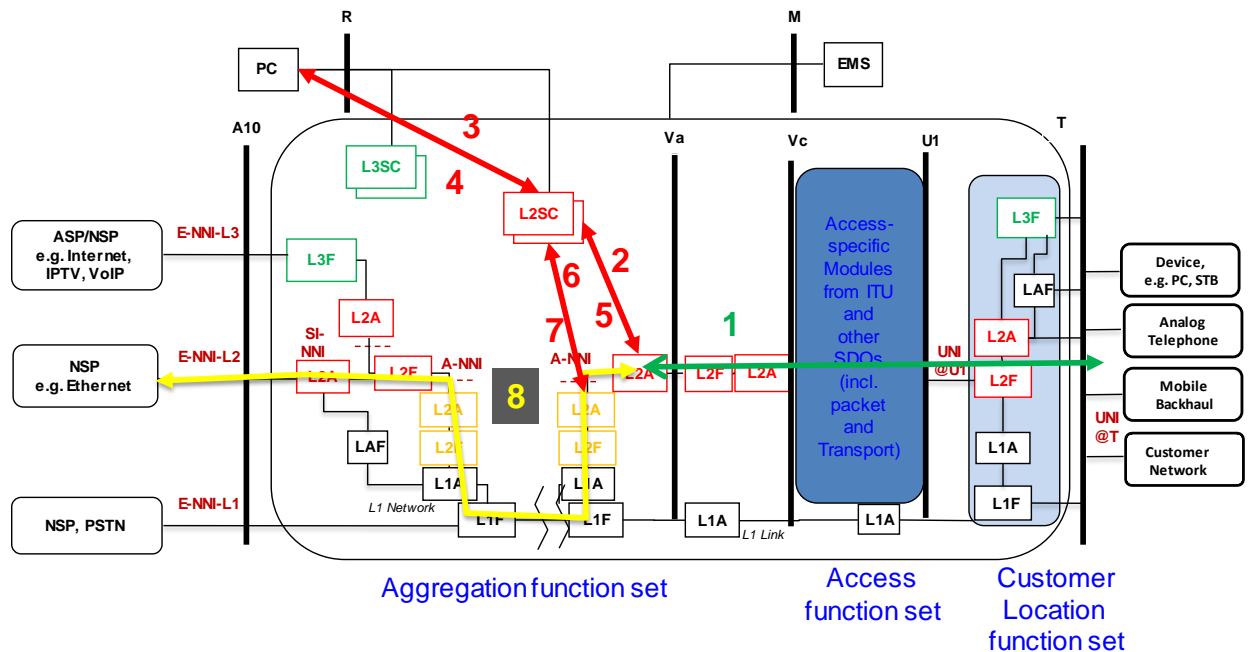 R
M
PC
EMS
A10
3
Va
Vc
U1
T
4
L3SC
L2SC
ASP/NSP
e.g. Internet,
IPTV, VoIP
E-NNI-L3
L3F
6
2
7
5
1
Access-
specific
Modules
from ITU
and
other
SDOs
(incl.
packet
and
Transport)
L3F
LAF
Device,
e.g. PC, STB
L2A
SI-
NNI
NSP
e.g. Ethernet
E-NNI-L2
L2A
L2F
A-NNI
A-NNI
L2A
L2F
L2A
UNI
@U1
L2A
L2F
Analog
Telephone
8
L2A
L2F
L2A
L2F
Mobile
Backhaul
UNI
@T
LAF
L1A
L1 Network
L1A
L1A
Customer
Network
NSP, PSTN
E-NNI-L1
L1F
L1F
L1A
L1 Link
L1A
L1F
Aggregation function set
Access
function set
Customer
Location
function set